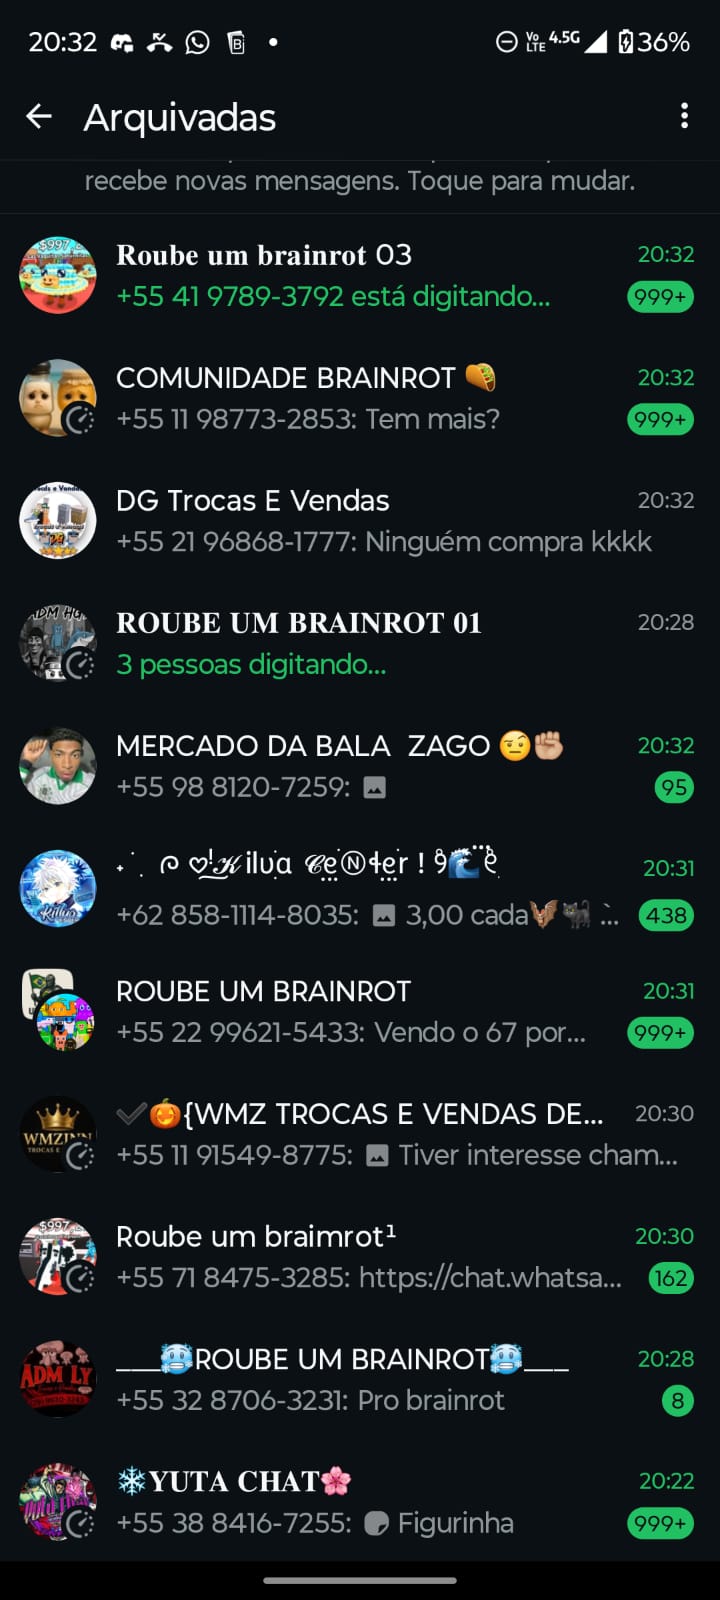 20:32 Vo LTE 4.5G 36%
Arquivadas
recebe novas mensagens. Toque para mudar.
Roube um brainrot 03 20:32
+55 41 9789-3792 está digitando... 999+
COMUNIDADE BRAINROT 🌮 20:32
+55 11 98773-2853: Tem mais? 999+
DG Trocas E Vendas 20:32
+55 21 96868-1777: Ninguém compra kkkk
ROUBE UM BRAINROT 01 20:28
3 pessoas digitando...
MERCADO DA BALA ZAGO 🤨✊🏼 20:32
+55 98 8120-7259: 95
Kilυα CeⓃter ! 🌊 20:31
+62 858-1114-8035: 3,00 cada🦇🐈‍⬛ `... 438
ROUBE UM BRAINROT 20:31
+55 22 99621-5433: Vendo o 67 por... 999+
✔️🎃{WMZ TROCAS E VENDAS DE... 20:30
+55 11 91549-8775: Tiver interesse cham...
Roube um braimrot¹ 20:30
+55 71 8475-3285: https://chat.whatsa... 162
___🥶ROUBE UM BRAINROT🥶___ 20:28
+55 32 8706-3231: Pro brainrot 8
❄️YUTA CHAT🌸 20:22
+55 38 8416-7255: Figurinha 999+